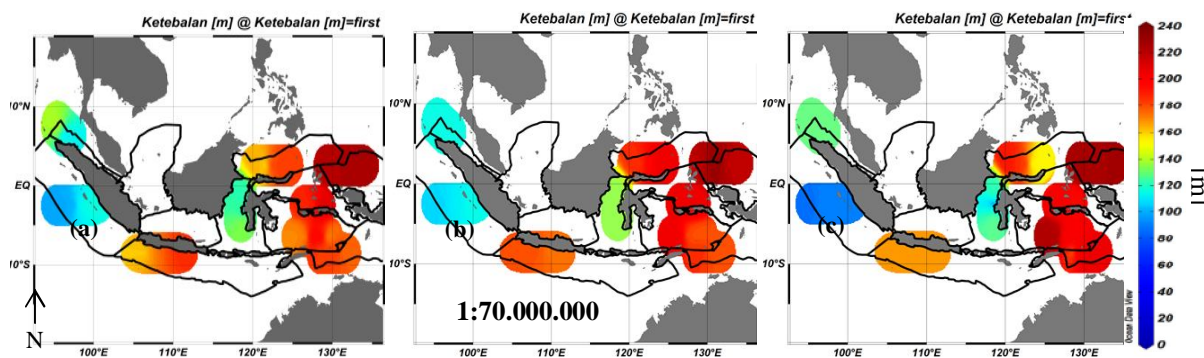 Ketebalan [m] @ Ketebalan [m]=first
Ketebalan [m] @ Ketebalan [m]=first
Ketebalan [m] @ Ketebalan [m]=first
10°N
EQ
10°S
(a)
N
100°E
110°E
120°E
130°E
10°N
EQ
10°S
(b)
1:70.000.000
100°E
110°E
120°E
130°E
10°N
EQ
10°S
(c)
100°E
110°E
120°E
130°E
Ocean Data View
240
220
200
180
160
140
120
100
80
60
40
20
0
[m]